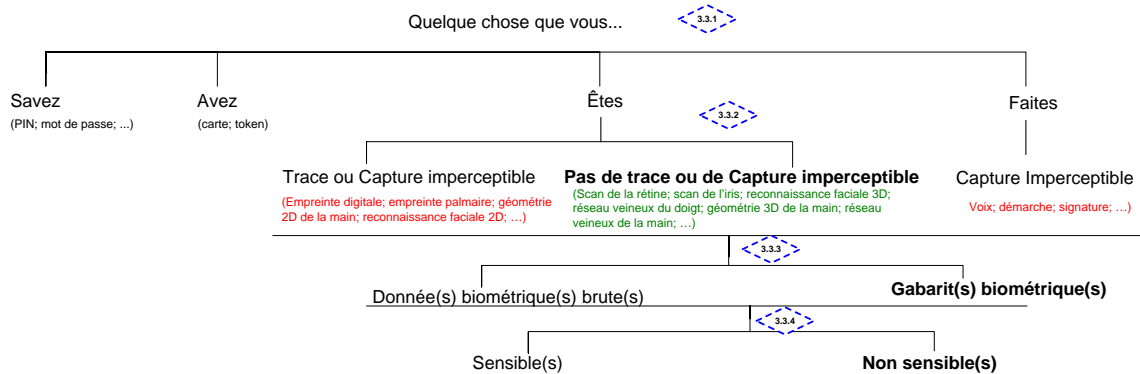 Quelque chose que vous...
3.3.1
Savez
Avez
Êtes
Faites
(PIN; mot de passe; ...)
(carte; token)
3.3.2
Trace ou Capture imperceptible
(Empreinte digitale; empreinte palmaire; géométrie
2D de la main; reconnaissance faciale 2D; …)
Pas de trace ou de Capture imperceptible
(Scan de la rétine; scan de l'iris; reconnaissance faciale 3D;
réseau veineux du doigt; géométrie 3D de la main; réseau
veineux de la main; …)
Capture Imperceptible
Voix; démarche; signature; …)
3.3.3
Donnée(s) biométrique(s) brute(s)
Gabarit(s) biométrique(s)
3.3.4
Sensible(s)
Non sensible(s)